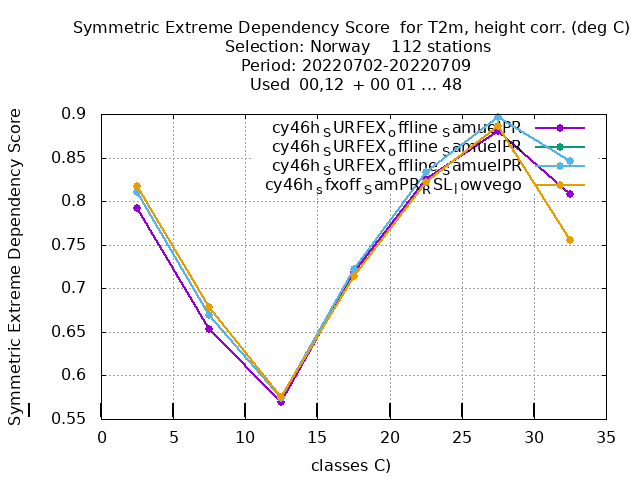 Symmetric Extreme Dependency Score for T2m, height corr. (deg C)
Selection: Norway 112 stations
Period: 20220702-20220709
Used 00,12 + 00 01 ... 48
Symmetric Extreme Dependency Score
0.9
0.85
0.8
0.75
0.7
0.65
0.6
0.55
cy46h_SURFEX_offline_SamuelPR
cy46h_SURFEX_offline_SamuelPR
cy46h_SURFEX_offline_SamuelPR
cy46h_sfxoff_SamPR_RSL_lowvego
0 5 10 15 20 25 30 35
classes C)